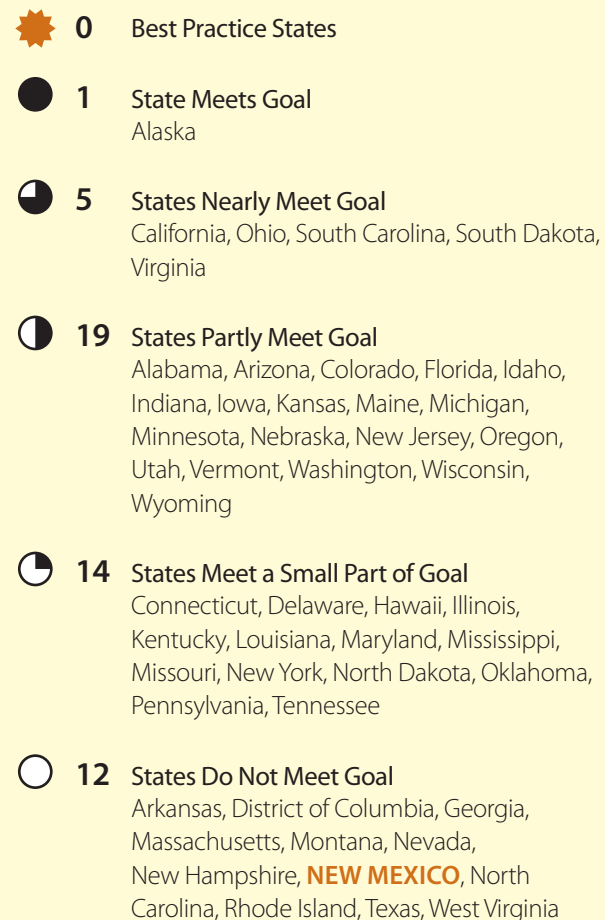 0 Best Practice States
1 State Meets Goal
Alaska
5 States Nearly Meet Goal
California, Ohio, South Carolina, South Dakota,
Virginia
19 States Partly Meet Goal
Alabama, Arizona, Colorado, Florida, Idaho,
Indiana, Iowa, Kansas, Maine, Michigan,
Minnesota, Nebraska, New Jersey, Oregon,
Utah, Vermont, Washington, Wisconsin,
Wyoming
14 States Meet a Small Part of Goal
Connecticut, Delaware, Hawaii, Illinois,
Kentucky, Louisiana, Maryland, Mississippi,
Missouri, New York, North Dakota, Oklahoma,
Pennsylvania, Tennessee
12 States Do Not Meet Goal
Arkansas, District of Columbia, Georgia,
Massachusetts, Montana, Nevada,
New Hampshire, NEW MEXICO, North
Carolina, Rhode Island, Texas, West Virginia